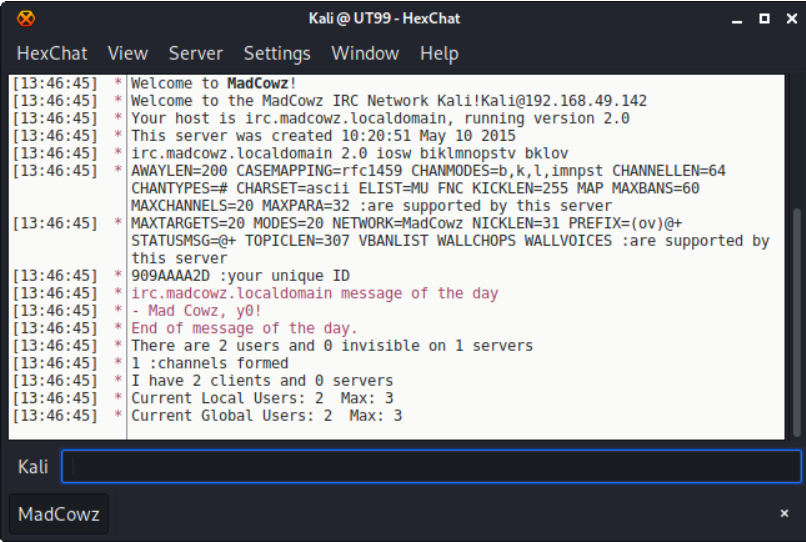 Kali @ UT99 - HexChat
HexChat View Server Settings Window Help
[13:46:45] * Welcome to MadCowz!
[13:46:45] * Welcome to the MadCowz IRC Network Kali!Kali@192.168.49.142
[13:46:45] * Your host is irc.madcowz.localdomain, running version 2.0
[13:46:45] * This server was created 10:20:51 May 10 2015
[13:46:45] * irc.madcowz.localdomain 2.0 iosw biklmnopstv bklov
[13:46:45] * AWAYLEN=200 CASEMAPPING=rfc1459 CHANMODES=b,k,l,imnpst CHANNELLEN=64
CHANTYPES=# CHARSET=ascii ELIST=MU FNC KICKLEN=255 MAP MAXBANS=60
MAXCHANNELS=20 MAXPARA=32 :are supported by this server
[13:46:45] * MAXTARGETS=20 MODES=20 NETWORK=MadCowz NICKLEN=31 PREFIX=(ov)@+
STATUSMSG=@+ TOPICLEN=307 VBANLIST WALLCHOPS WALLVOICES :are supported by
this server
[13:46:45] * 909AAAA2D :your unique ID
[13:46:45] * irc.madcowz.localdomain message of the day
[13:46:45] * - Mad Cowz, y0!
[13:46:45] * End of message of the day.
[13:46:45] * There are 2 users and 0 invisible on 1 servers
[13:46:45] * 1 :channels formed
[13:46:45] * I have 2 clients and 0 servers
[13:46:45] * Current Local Users: 2  Max: 3
[13:46:45] * Current Global Users: 2  Max: 3
Kali
MadCowz